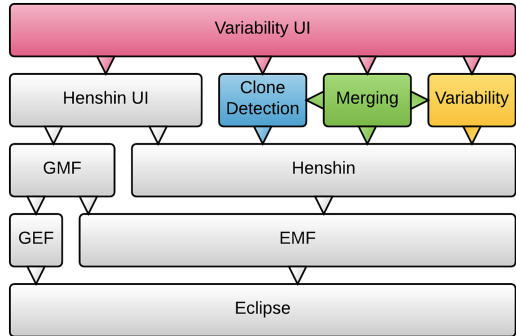 Variability UI
Henshin UI
Clone
Detection
Merging
Variability
GMF
Henshin
GEF
EMF
Eclipse